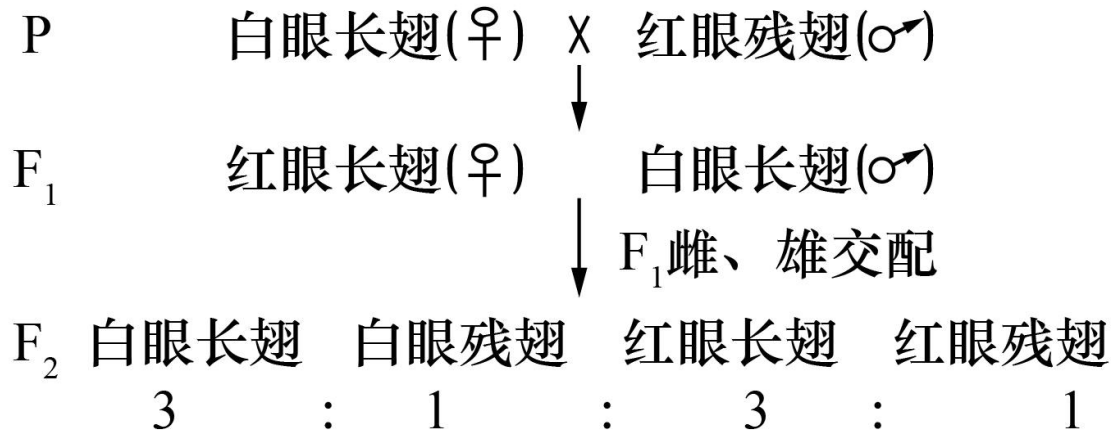 P 白眼长翅(♀) × 红眼残翅(♂)
F₁ 红眼长翅(♀) 白眼长翅(♂)
F₁雌、雄交配
F₂ 白眼长翅 白眼残翅 红眼长翅 红眼残翅
3 : 1 : 3 : 1